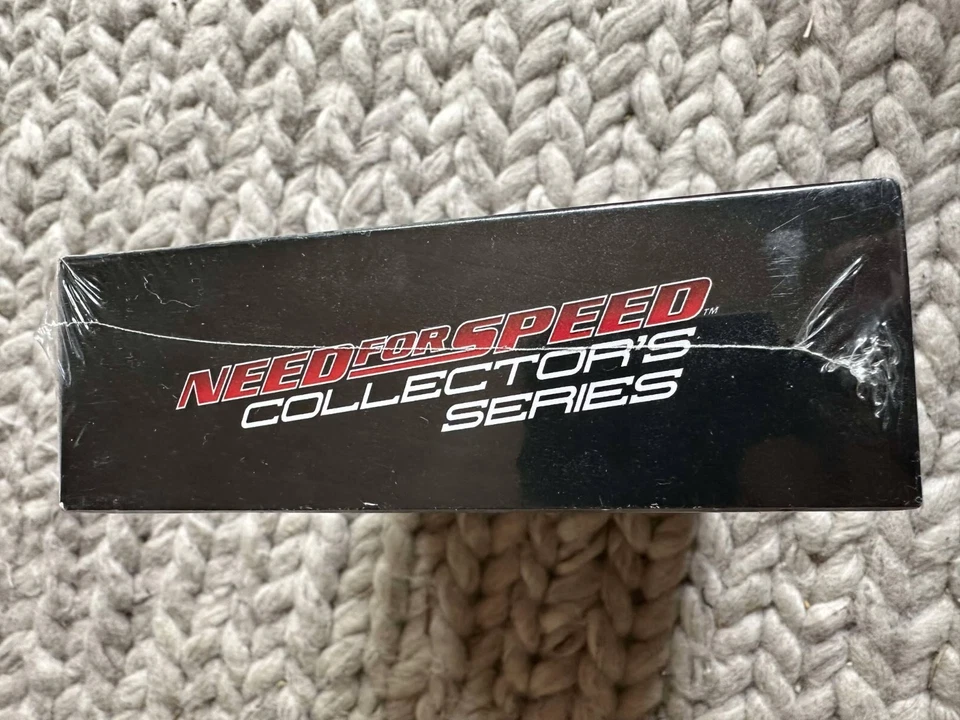 NEED FOR SPEED™
COLLECTOR'S
SERIES